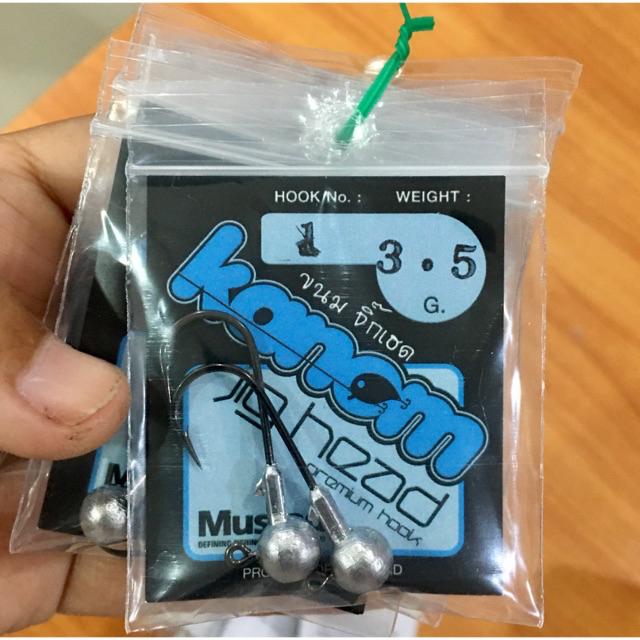 HOOK No. : WEIGHT :
1 3.5
G.
ขนม จิ๊กเฮด
kanom
jig head
premium hook